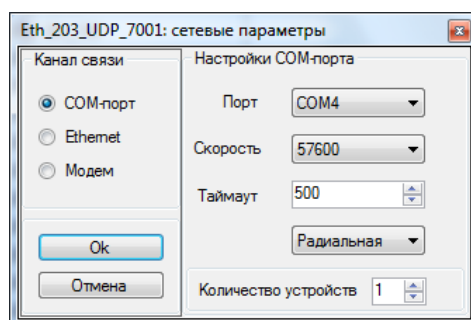 Eth_203_UDP_7001: сетевые параметры
Канал связи
COM-порт
Ethernet
Модем
Ok
Отмена
Настройки COM-порта
Порт COM4
Скорость 57600
Таймаут 500
Радиальная
Количество устройств 1